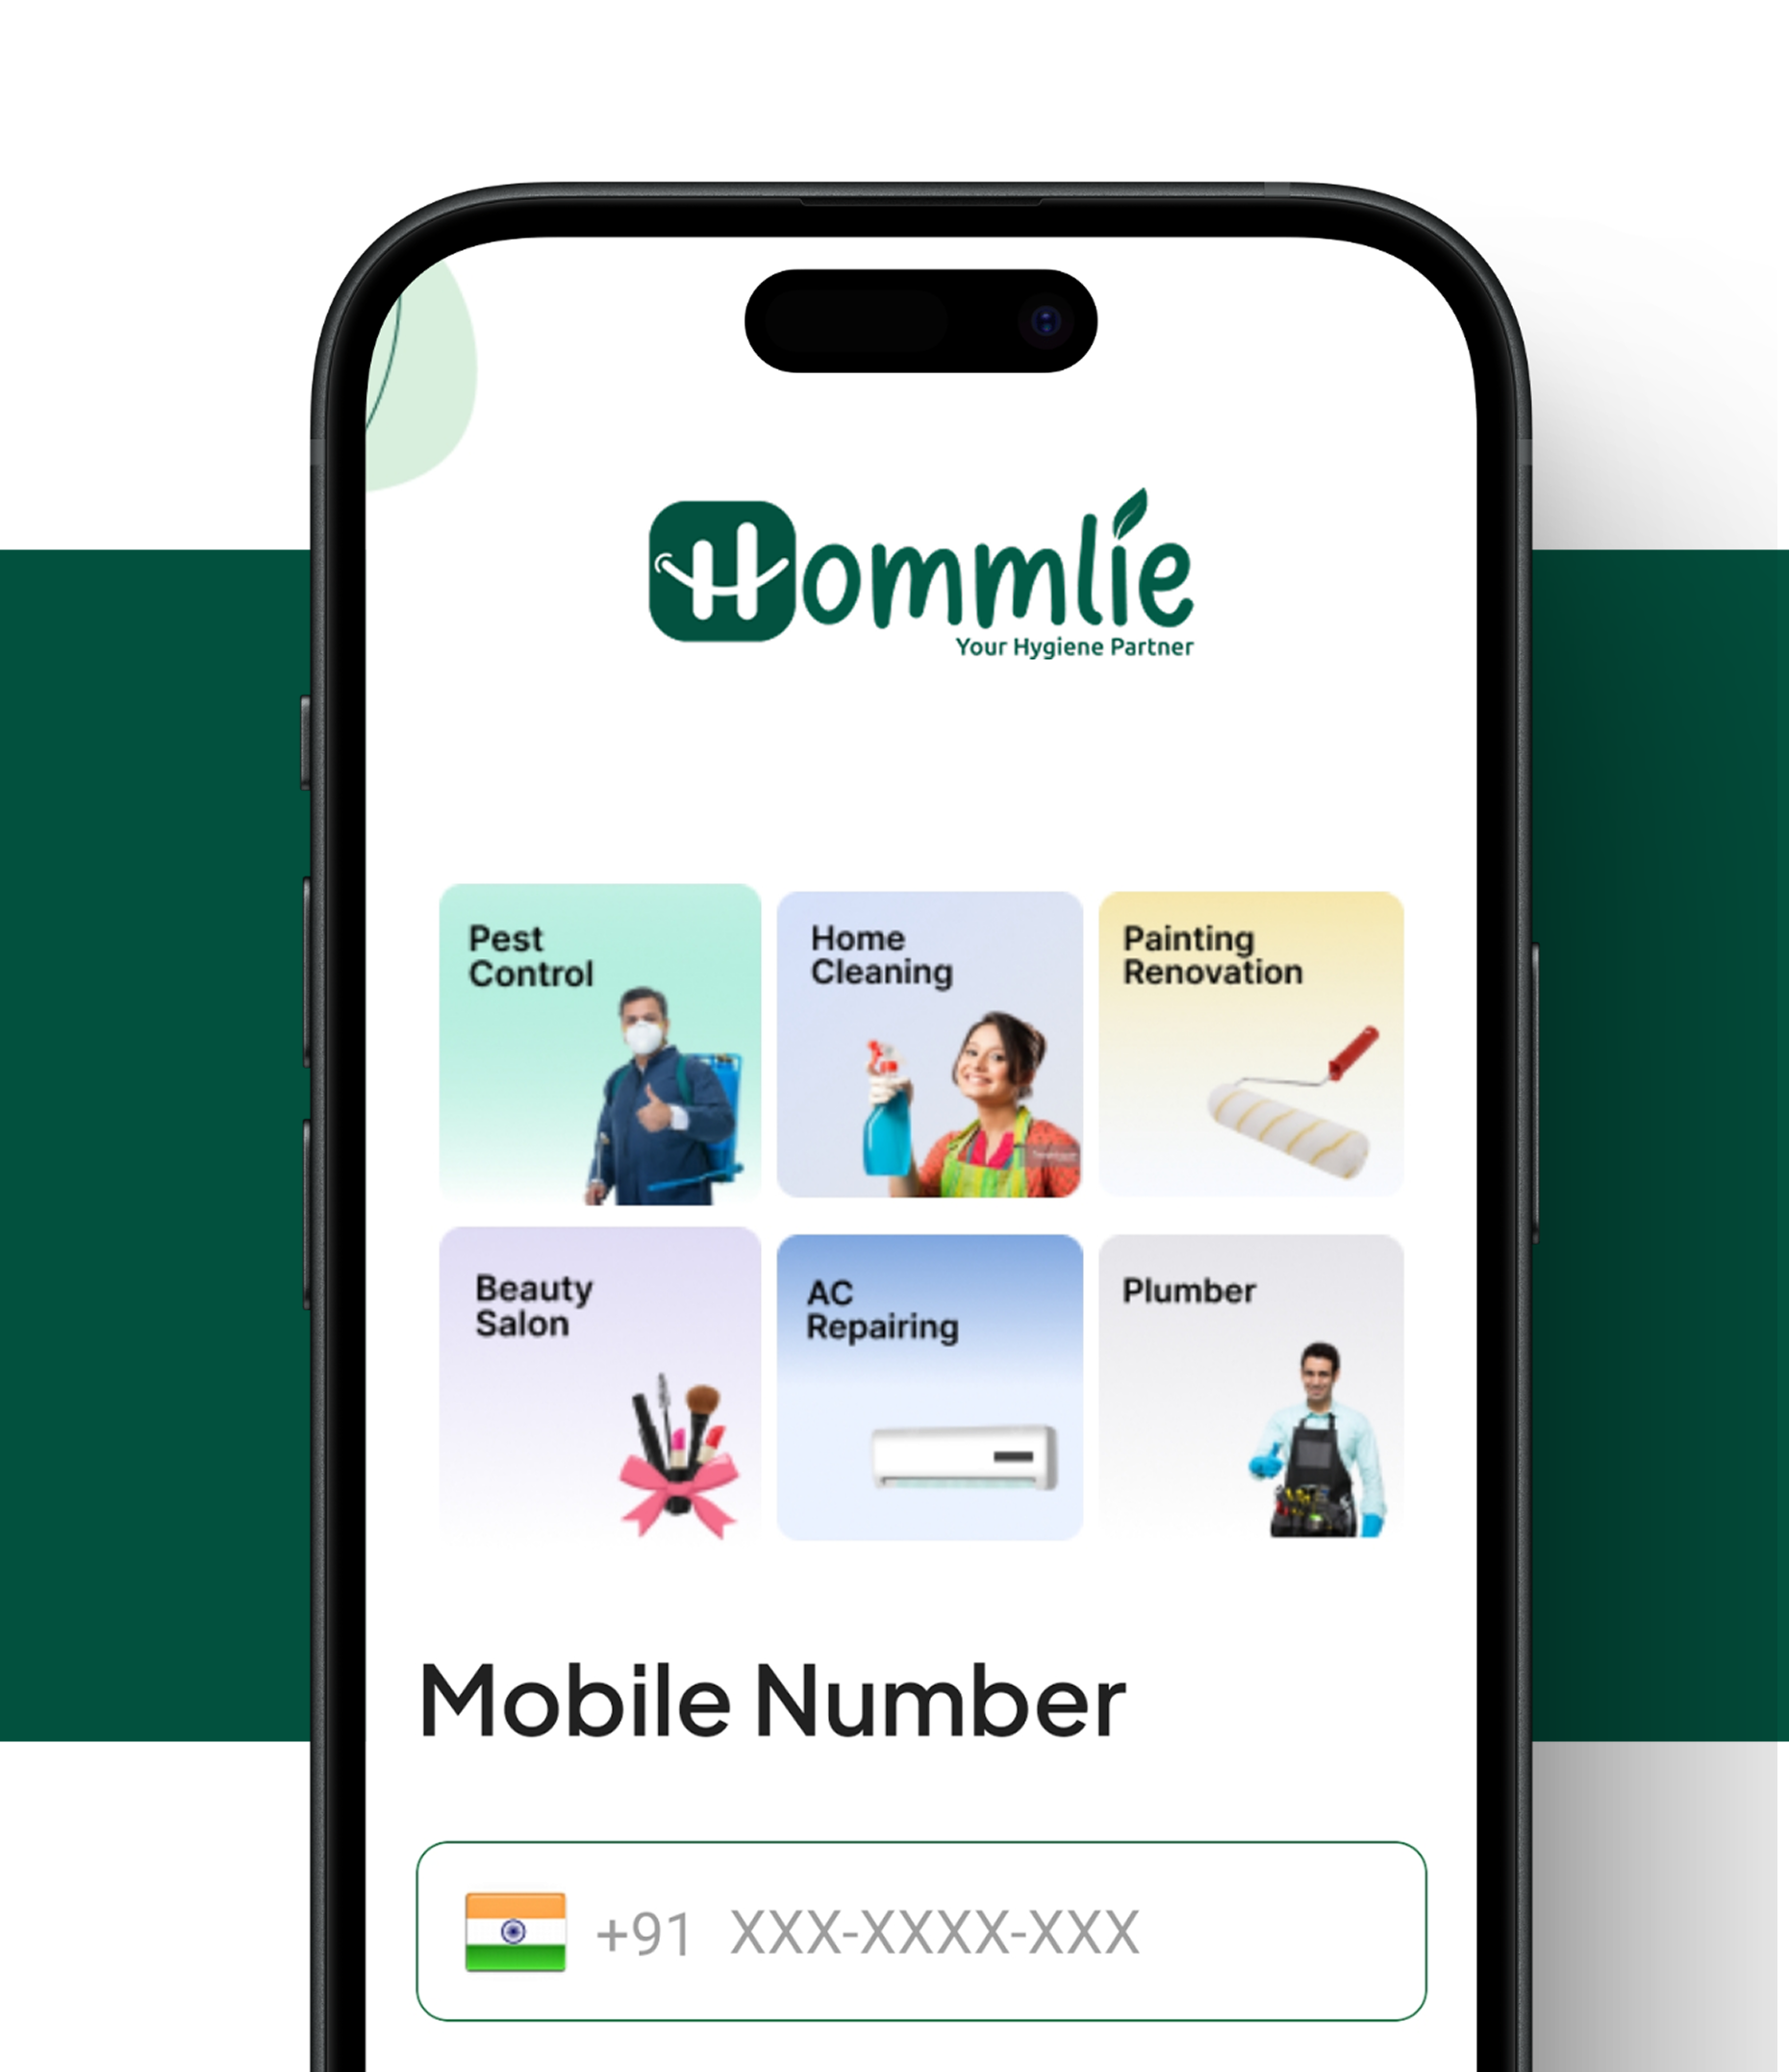 Hommlie
Your Hygiene Partner
Pest
Control
Home
Cleaning
Painting
Renovation
Beauty
Salon
AC
Repairing
Plumber
Mobile Number
+91 XXX-XXXX-XXX